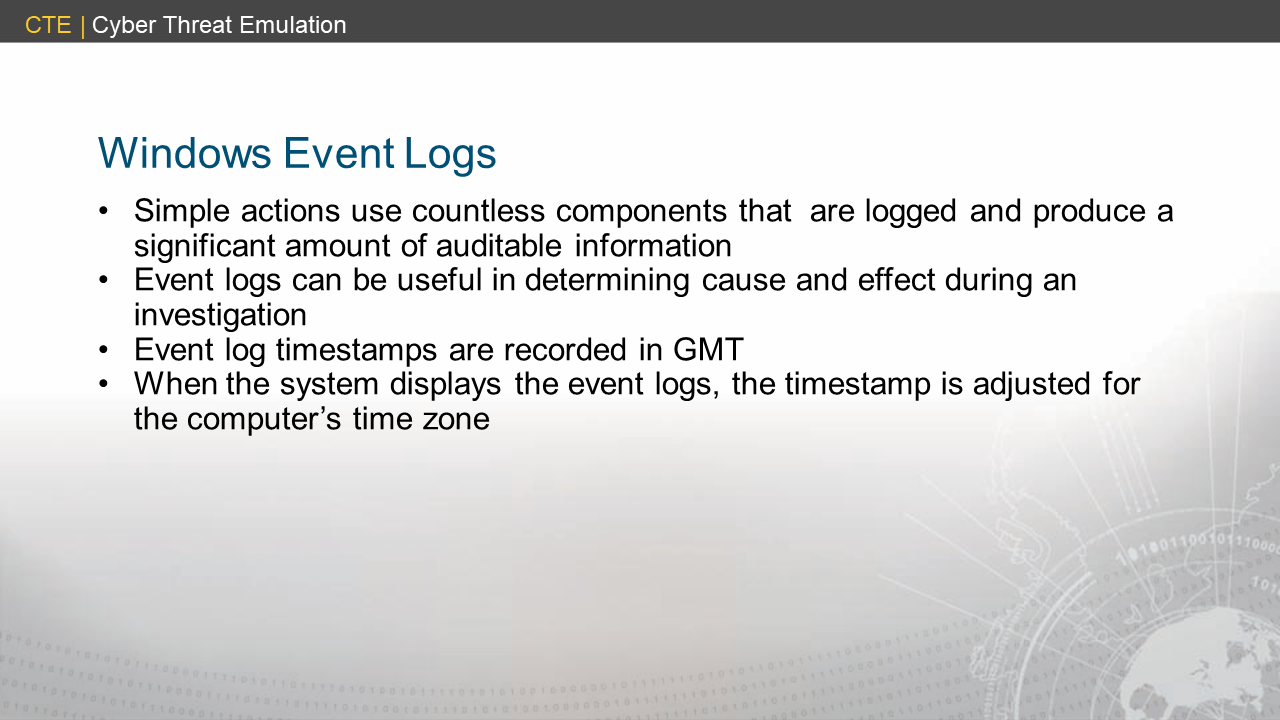 CTE | Cyber Threat Emulation
Windows Event Logs
• Simple actions use countless components that  are logged and produce a
significant amount of auditable information
• Event logs can be useful in determining cause and effect during an
investigation
• Event log timestamps are recorded in GMT
• When the system displays the event logs, the timestamp is adjusted for
the computer’s time zone